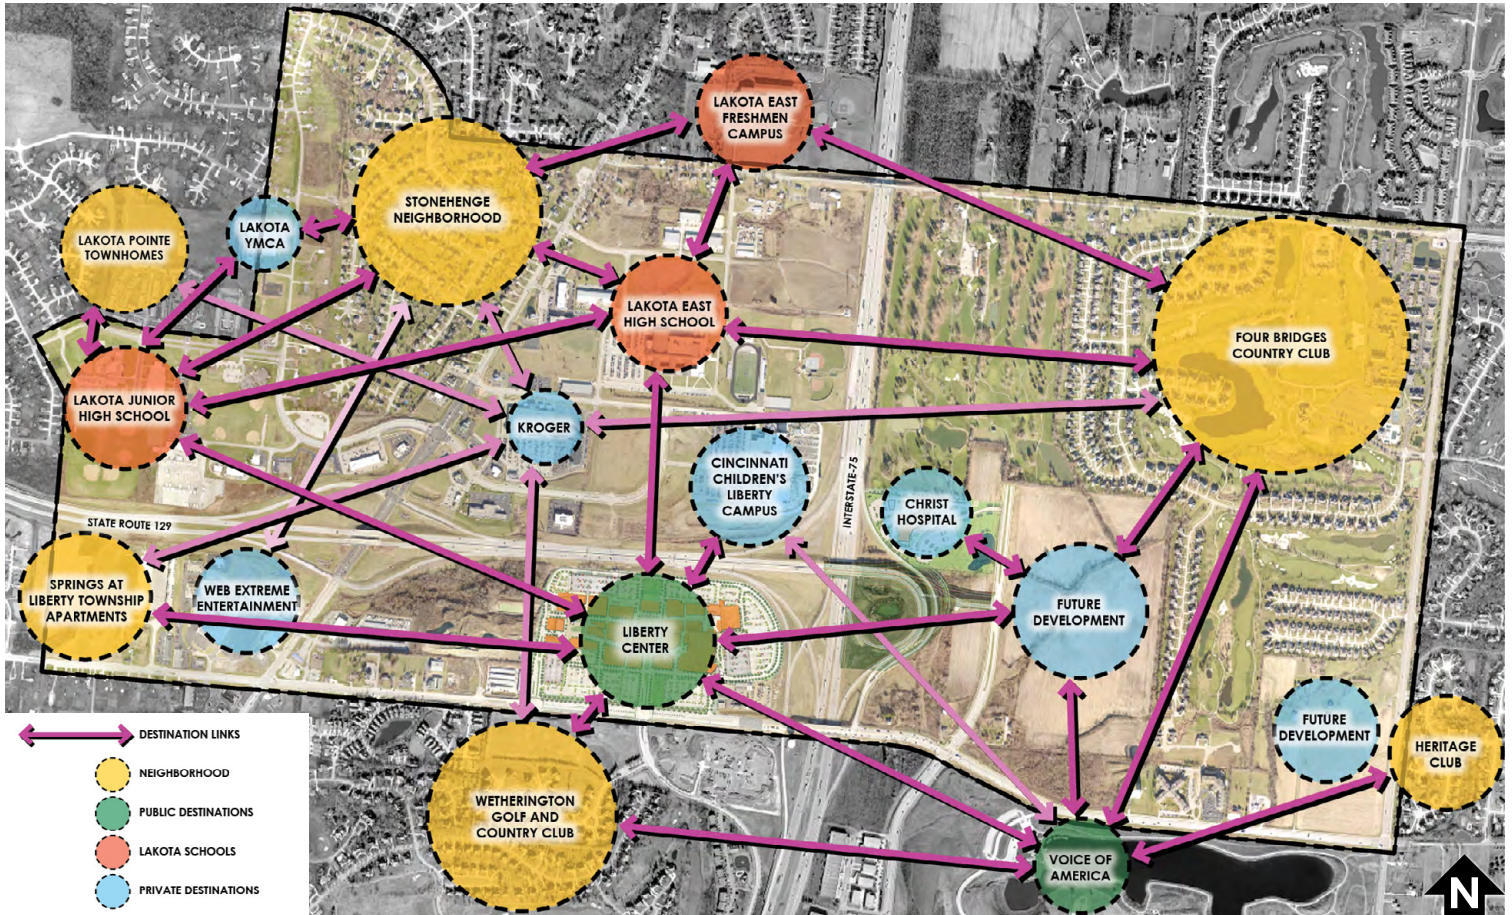 LAKOTA EAST
FRESHMEN
CAMPUS
STONEHENGE
NEIGHBORHOOD
LAKOTA
YMCA
LAKOTA POINTE
TOWNHOMES
LAKOTA EAST
HIGH SCHOOL
FOUR BRIDGES
COUNTRY CLUB
LAKOTA JUNIOR
HIGH SCHOOL
KROGER
CINCINNATI
CHILDREN'S
LIBERTY
CAMPUS
INTERSTATE-75
CHRIST
HOSPITAL
STATE ROUTE 129
SPRINGS AT
LIBERTY TOWNSHIP
APARTMENTS
WEB EXTREME
ENTERTAINMENT
LIBERTY
CENTER
FUTURE
DEVELOPMENT
FUTURE
DEVELOPMENT
HERITAGE
CLUB
WETHERINGTON
GOLF AND
COUNTRY CLUB
VOICE OF
AMERICA
DESTINATION LINKS
NEIGHBORHOOD
PUBLIC DESTINATIONS
LAKOTA SCHOOLS
PRIVATE DESTINATIONS
N